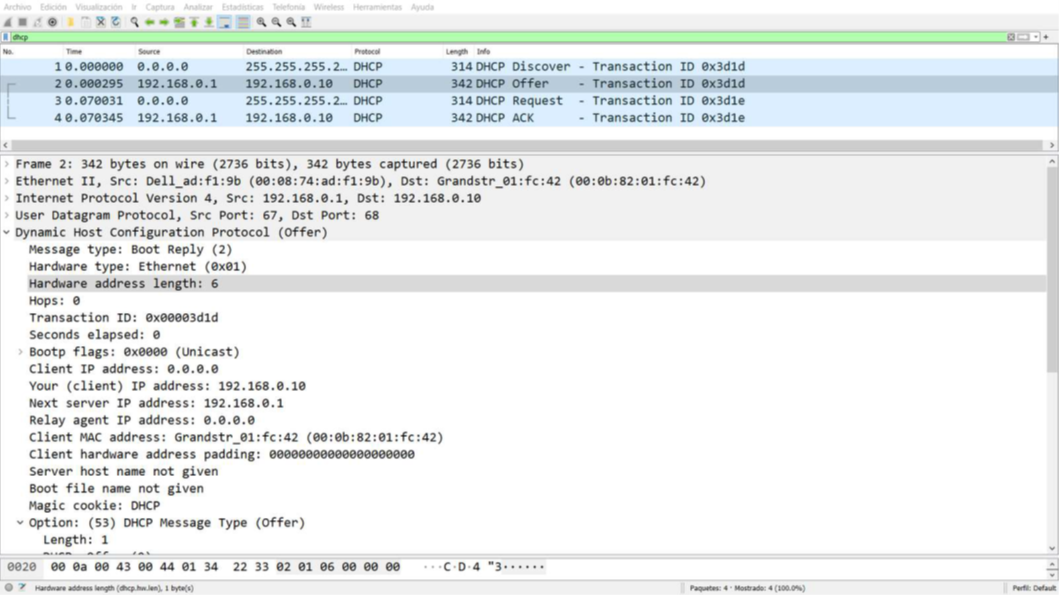 Archivo Edición Visualización Ir Captura Analizar Estadísticas Telefonía Wireless Herramientas Ayuda
dhcp
No. Time Source Destination Protocol Length Info
1 0.000000 0.0.0.0 255.255.255.2… DHCP 314 DHCP Discover - Transaction ID 0x3d1d
2 0.000295 192.168.0.1 192.168.0.10 DHCP 342 DHCP Offer - Transaction ID 0x3d1d
3 0.070031 0.0.0.0 255.255.255.2… DHCP 314 DHCP Request - Transaction ID 0x3d1e
4 0.070345 192.168.0.1 192.168.0.10 DHCP 342 DHCP ACK - Transaction ID 0x3d1e
Frame 2: 342 bytes on wire (2736 bits), 342 bytes captured (2736 bits)
Ethernet II, Src: Dell_ad:f1:9b (00:08:74:ad:f1:9b), Dst: Grandstr_01:fc:42 (00:0b:82:01:fc:42)
Internet Protocol Version 4, Src: 192.168.0.1, Dst: 192.168.0.10
User Datagram Protocol, Src Port: 67, Dst Port: 68
Dynamic Host Configuration Protocol (Offer)
Message type: Boot Reply (2)
Hardware type: Ethernet (0x01)
Hardware address length: 6
Hops: 0
Transaction ID: 0x00003d1d
Seconds elapsed: 0
Bootp flags: 0x0000 (Unicast)
Client IP address: 0.0.0.0
Your (client) IP address: 192.168.0.10
Next server IP address: 192.168.0.1
Relay agent IP address: 0.0.0.0
Client MAC address: Grandstr_01:fc:42 (00:0b:82:01:fc:42)
Client hardware address padding: 00000000000000000000
Server host name not given
Boot file name not given
Magic cookie: DHCP
Option: (53) DHCP Message Type (Offer)
Length: 1
0020 00 0a 00 43 00 44 01 34 22 33 02 01 06 00 00 00 ···C·D·4 "3······
Hardware address length (dhcp.hw.len), 1 byte(s) Paquetes: 4 · Mostrado: 4 (100.0%) Perfil: Default